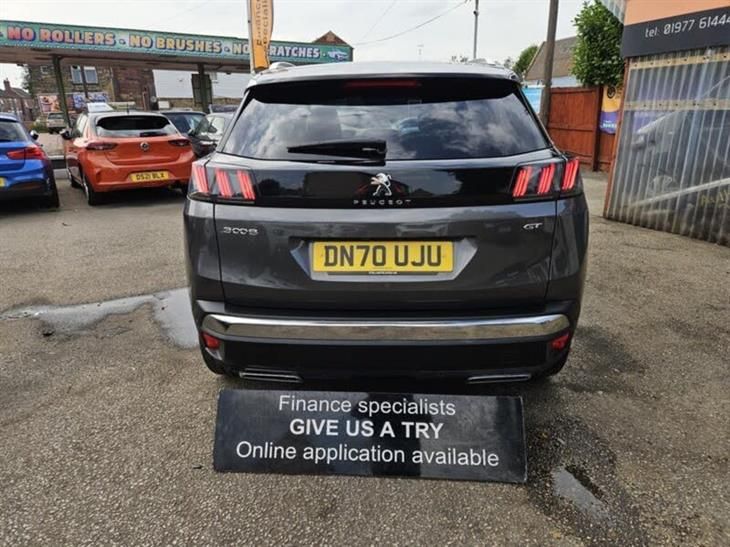 NO ROLLERS - NO BRUSHES - NO SCRATCHES
tel: 01977 61444
DS21 BLX
PEUGEOT
3008
GT
DN70 UJU
Finance specialists
GIVE US A TRY
Online application available